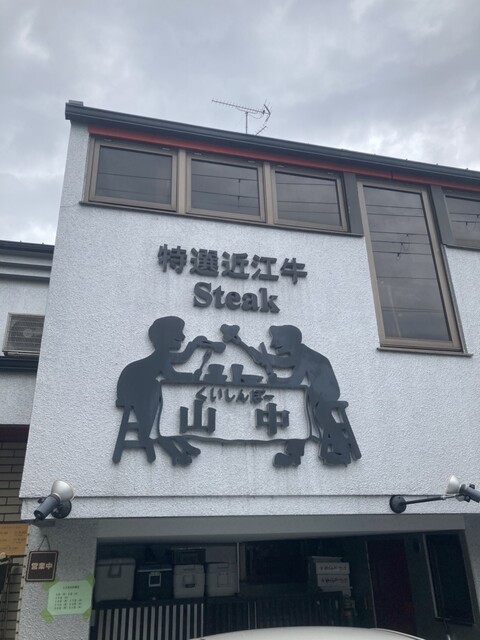 特選近江牛
Steak
くいしんぼー
山中
営業中